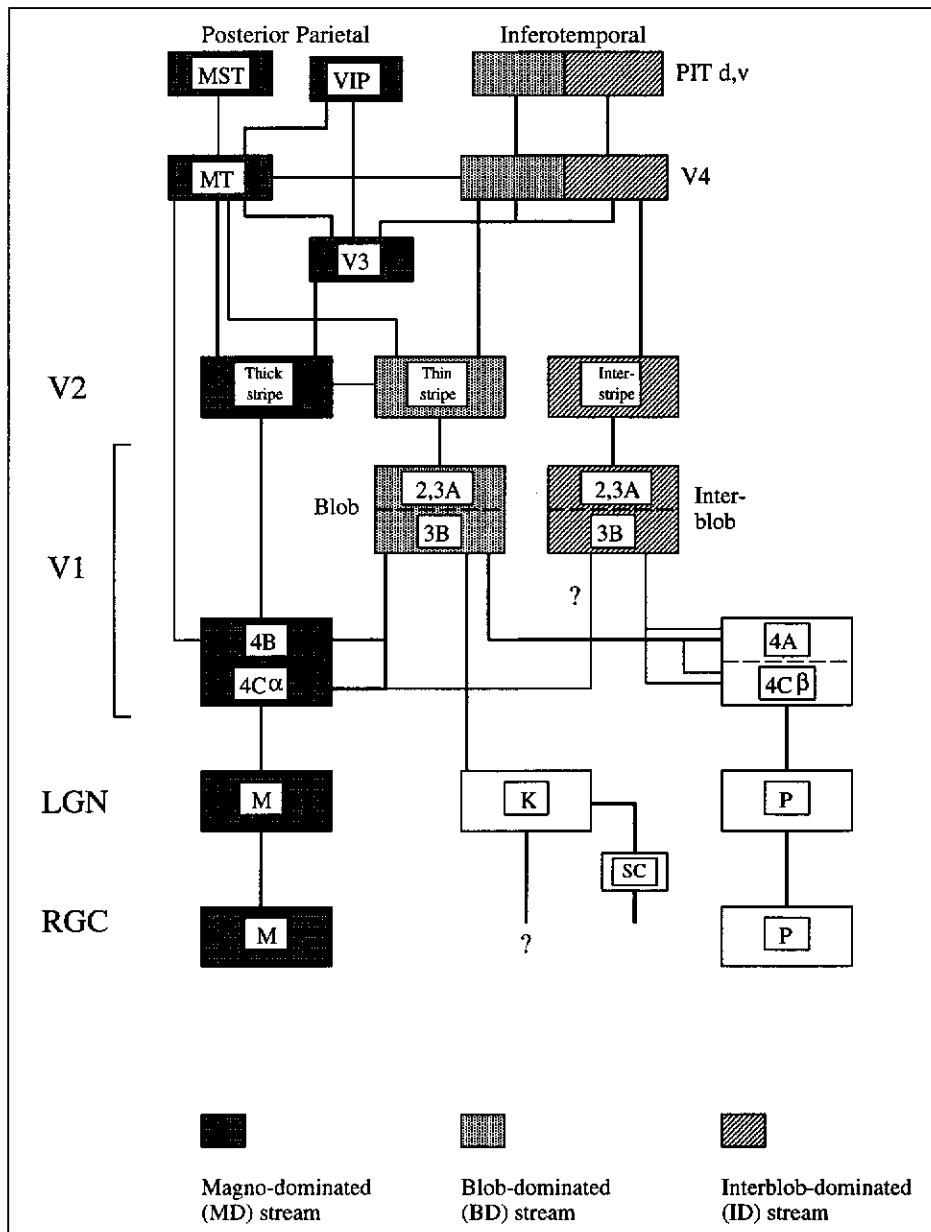 Posterior Parietal
Inferotemporal
MST
VIP
PIT d,v
MT
V4
V3
V2
Thick
stripe
Thin
stripe
Inter-
stripe
Blob
2,3A
3B
2,3A
3B
Inter-
blob
V1
?
4B
4Cα
4A
4Cβ
LGN
M
K
P
SC
RGC
M
?
P
Magno-dominated
(MD) stream
Blob-dominated
(BD) stream
Interblob-dominated
(ID) stream